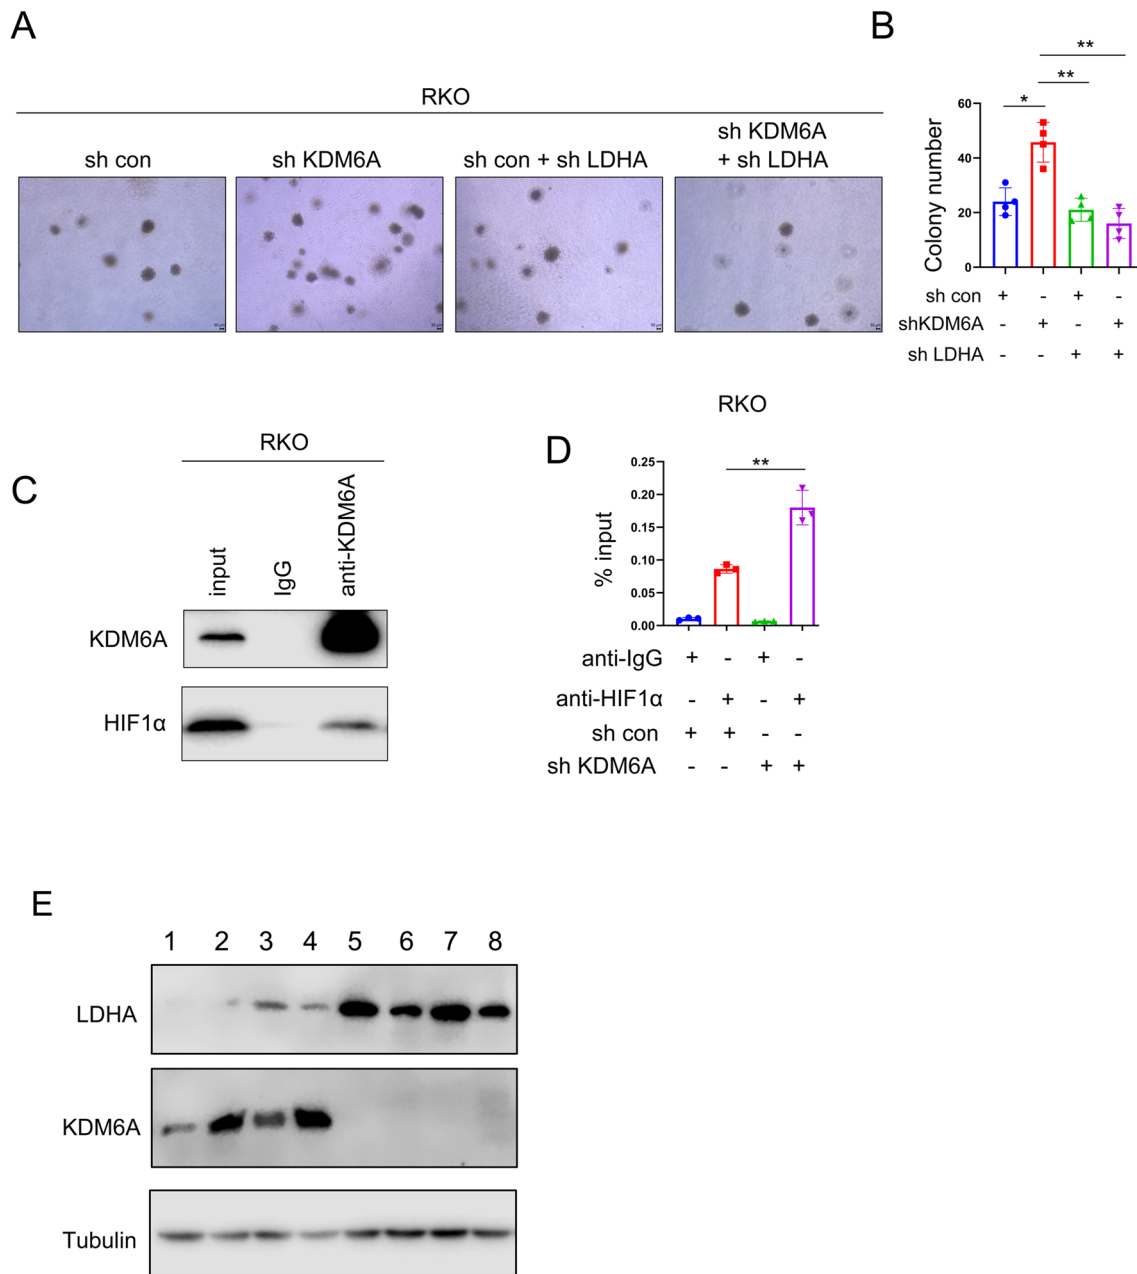 A
RKO
sh con
sh KDM6A
sh con + sh LDHA
sh KDM6A
+ sh LDHA
B
**
**
*
60
40
20
0
Colony number
sh con + - + -
shKDM6A - + - +
sh LDHA - - + +
C
RKO
input
IgG
anti-KDM6A
KDM6A
HIF1α
RKO
D
**
0.25
0.20
0.15
0.10
0.05
0.00
% input
anti-IgG + - + -
anti-HIF1α - + - +
sh con + + - -
sh KDM6A - - + +
E
1 2 3 4 5 6 7 8
LDHA
KDM6A
Tubulin